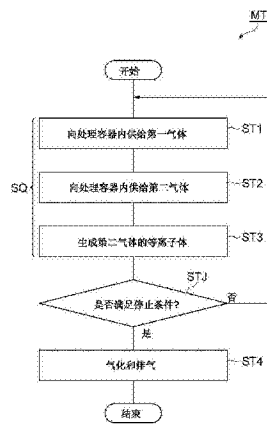 MT
开始
向处理容器内供给第一气体
ST1
SQ
向处理容器内供给第二气体
ST2
生成第二气体的等离子体
ST3
STJ
是否满足停止条件?
否
是
气化和排气
ST4
结束